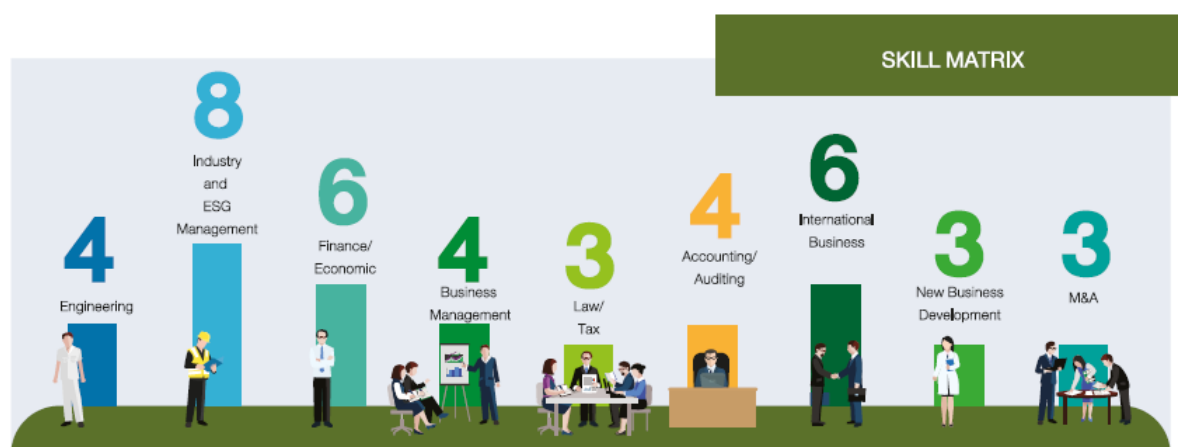 SKILL MATRIX
4
Engineering
8
Industry
and
ESG
Management
6
Finance/
Economic
4
Business
Management
3
Law/
Tax
4
Accounting/
Auditing
6
International
Business
3
New Business
Development
3
M&A